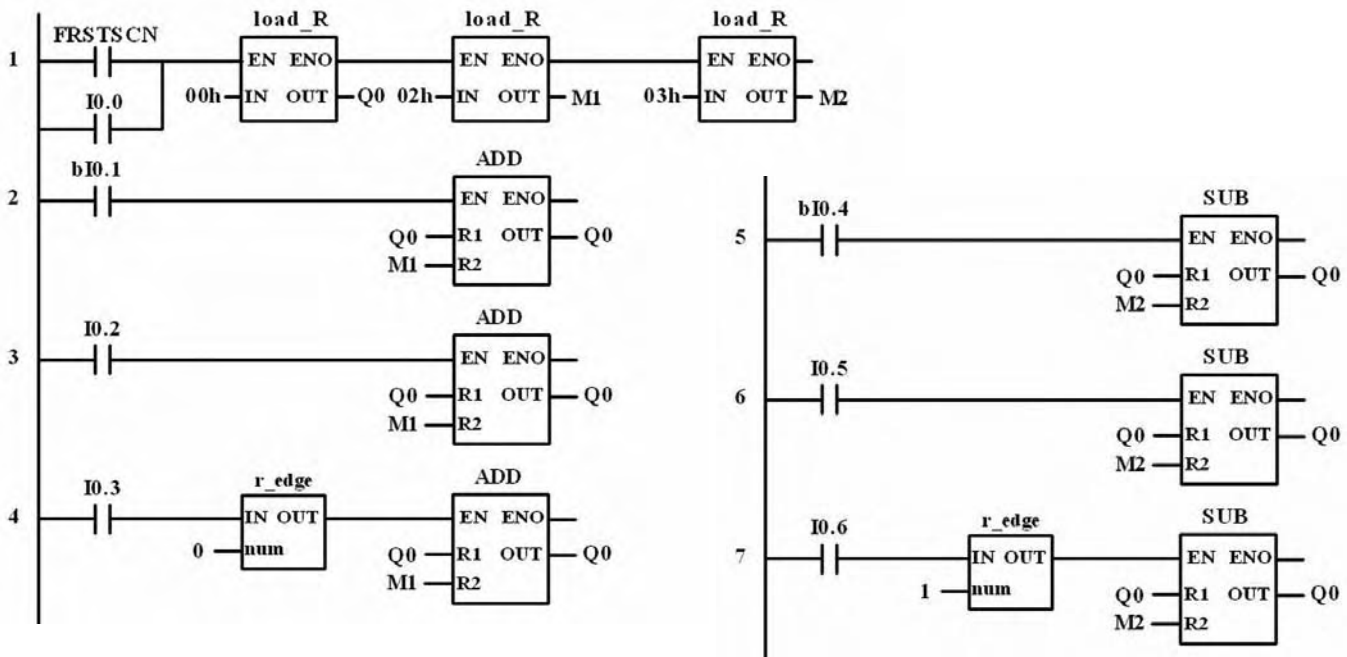 FRSTSCN
load_R
load_R
load_R
1
EN ENO
EN ENO
EN ENO
00h
IN OUT
Q0
02h
IN OUT
M1
03h
IN OUT
M2
I0.0
bI0.1
ADD
2
EN ENO
Q0
R1 OUT
Q0
M1
R2
I0.2
ADD
3
EN ENO
Q0
R1 OUT
Q0
M1
R2
I0.3
r_edge
ADD
4
IN OUT
EN ENO
0
num
Q0
R1 OUT
Q0
M1
R2
bI0.4
SUB
5
EN ENO
Q0
R1 OUT
Q0
M2
R2
I0.5
SUB
6
EN ENO
Q0
R1 OUT
Q0
M2
R2
I0.6
r_edge
SUB
7
IN OUT
EN ENO
1
num
Q0
R1 OUT
Q0
M2
R2